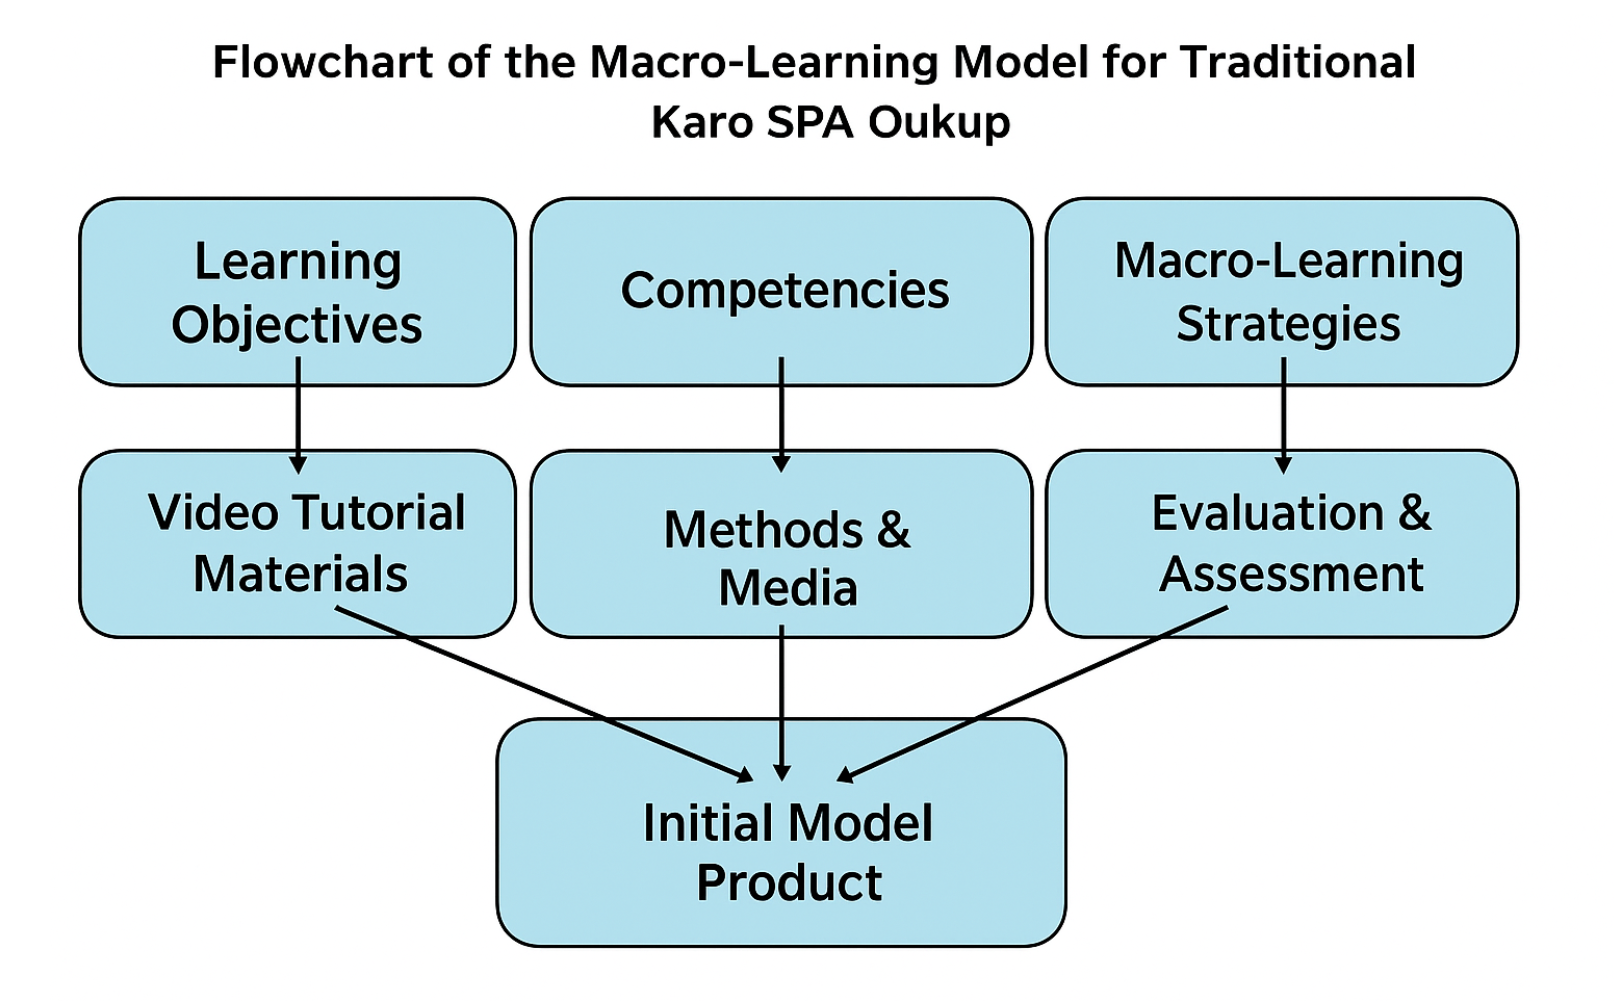 Flowchart of the Macro-Learning Model for Traditional
Karo SPA Oukup
Learning
Objectives
Competencies
Macro-Learning
Strategies
Video Tutorial
Materials
Methods &
Media
Evaluation &
Assessment
Initial Model
Product